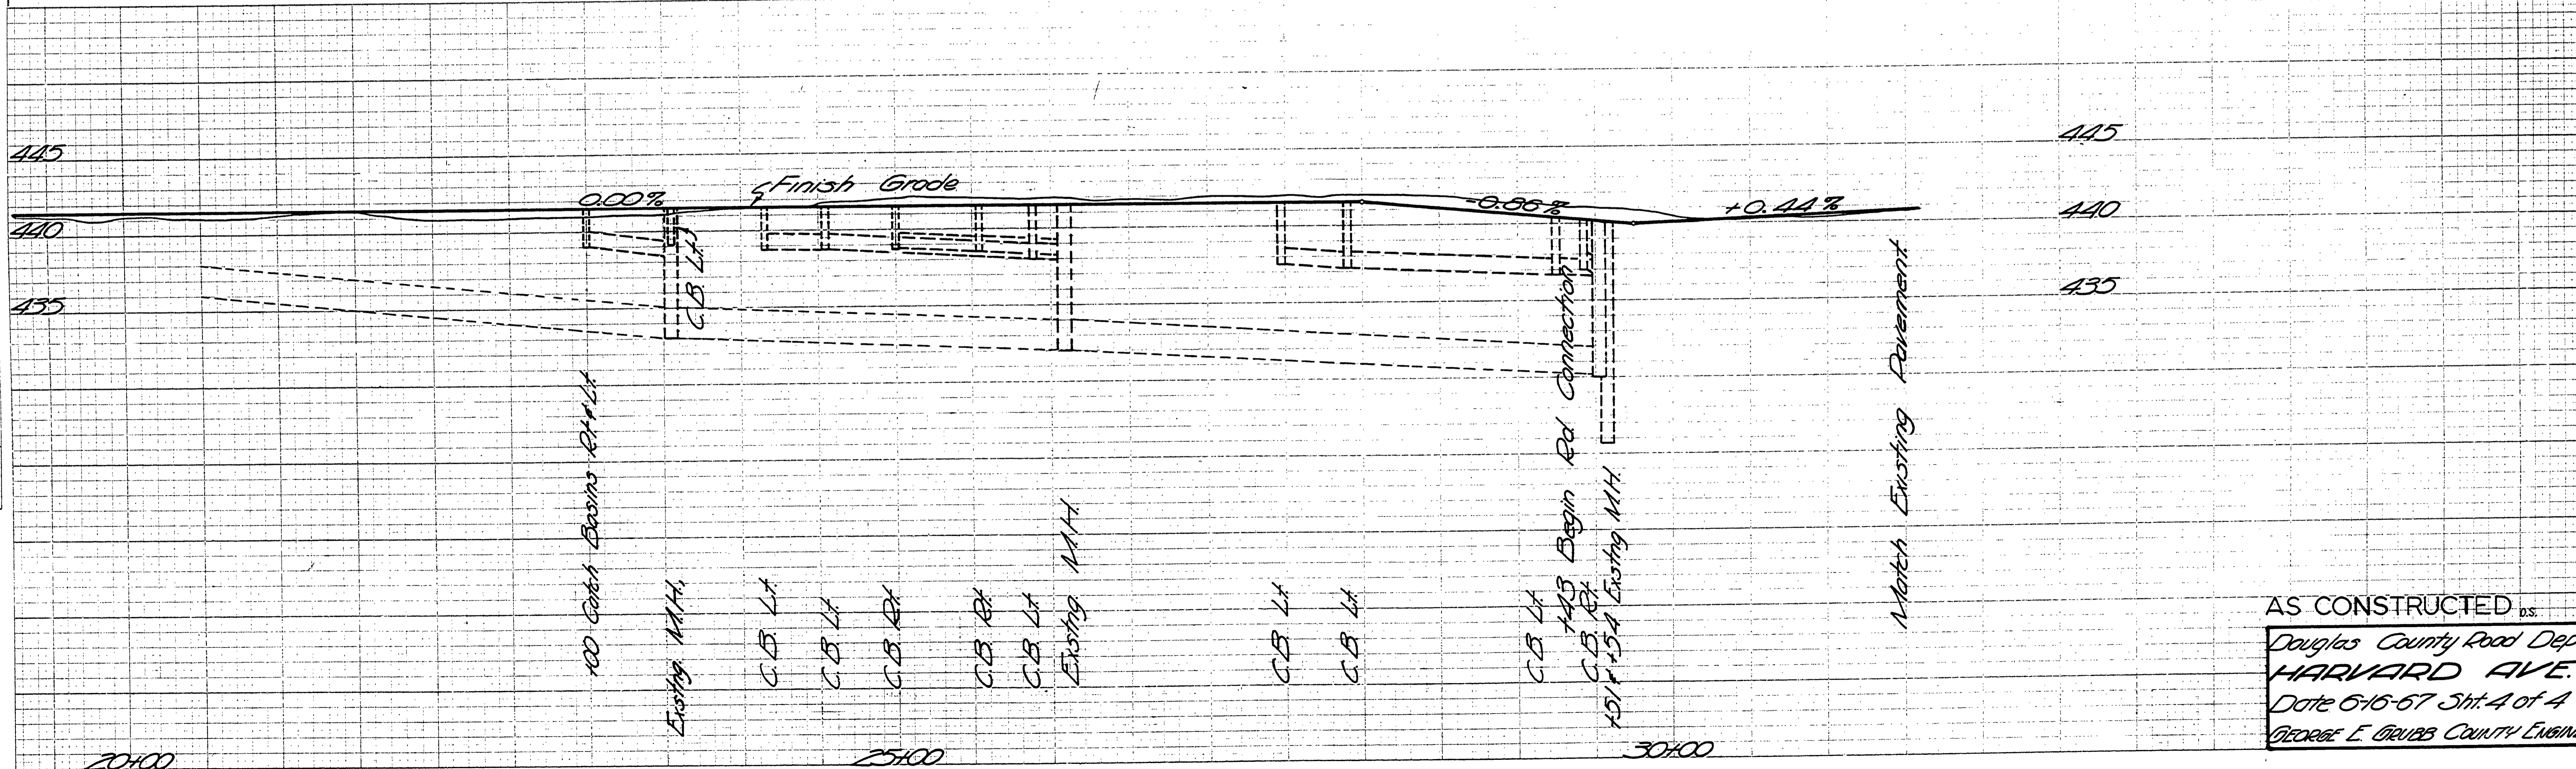 445
445
0.00%
Finish Grade
-0.86%
+0.44%
440
440
435
435
+00 Catch Basins Rt. & Lt.
Existing M.H.
C.B. Lt.
C.B. Lt.
C.B. Lt.
C.B. Rt.
C.B. Rt.
C.B. Lt.
Existing M.H.
C.B. Lt.
C.B. Lt.
C.B. Lt.
+43 Begin Rd. Connection
C.B. Rt.
+51 & +54 Existing M.H.
Match Existing Pavement.
20+00
25+00
30+00
AS CONSTRUCTED D.S.
Douglas County Road Dep
HARVARD AVE.
Date 6-16-67 Sht. 4 of 4
GEORGE E GRUBB COUNTY ENGIN